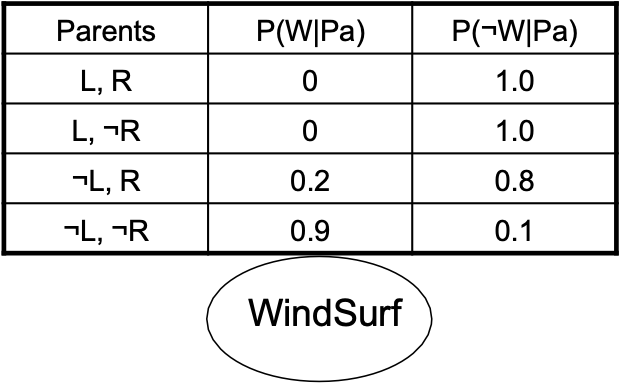 Parents P(W|Pa) P(¬W|Pa)
L, R 0 1.0
L, ¬R 0 1.0
¬L, R 0.2 0.8
¬L, ¬R 0.9 0.1
WindSurf